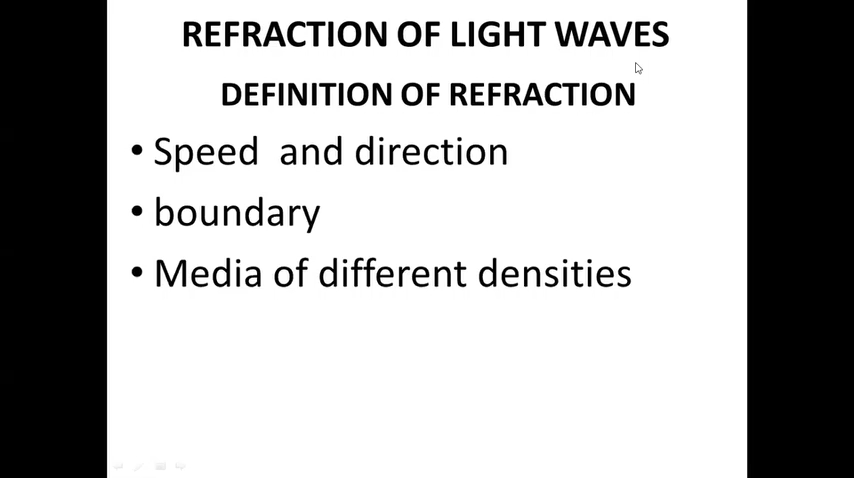 REFRACTION OF LIGHT WAVES
DEFINITION OF REFRACTION
• Speed and direction
• boundary
• Media of different densities